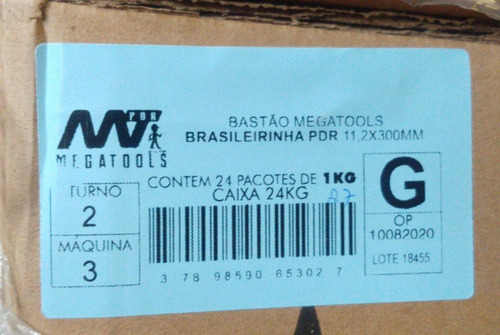 BASTÃO MEGATOOLS
BRASILEIRINHA PDR 11,2X300MM
PDR
MEGATOOLS
CONTEM 24 PACOTES DE 1KG
CAIXA 24KG
27
TURNO
2
MÁQUINA
3
3 78 98590 65302 7
G
OP
10082020
LOTE 18455